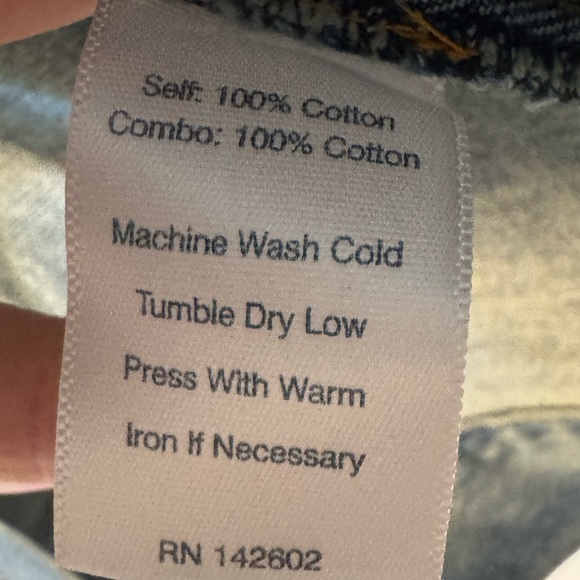 Self: 100% Cotton
Combo: 100% Cotton
Machine Wash Cold
Tumble Dry Low
Press With Warm
Iron If Necessary
RN 142602